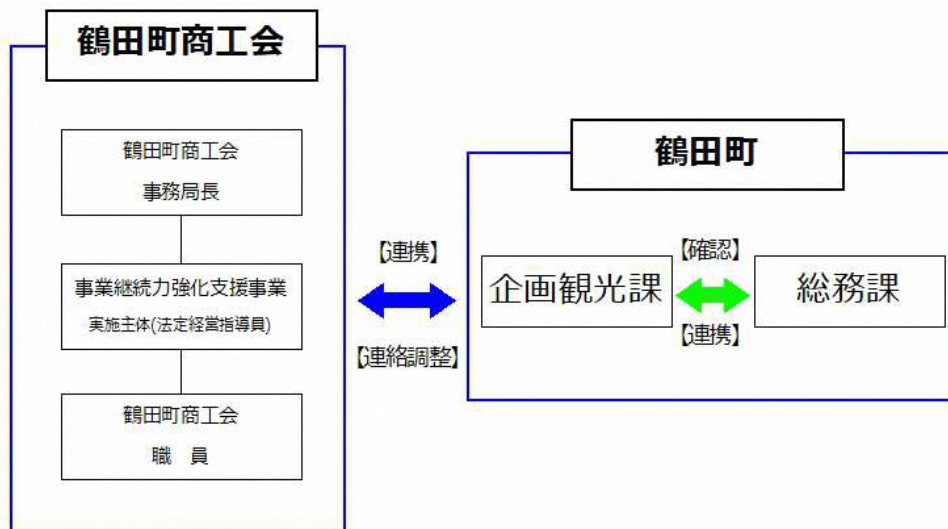 鶴田町商工会
鶴田町商工会
事務局長
事業継続力強化支援事業
実施主体(法定経営指導員)
鶴田町商工会
職　員
【連携】
【連絡調整】
鶴田町
企画観光課
【確認】
【連携】
総務課